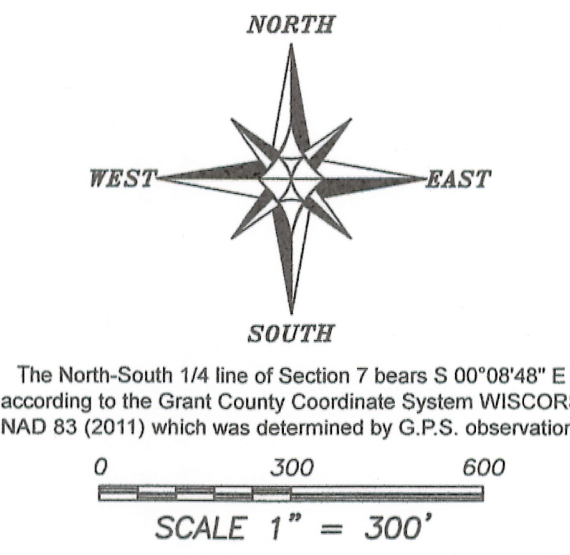 NORTH
WEST EAST
SOUTH
The North-South 1/4 line of Section 7 bears S 00°08'48" E
according to the Grant County Coordinate System WISCORS
NAD 83 (2011) which was determined by G.P.S. observation
0 300 600
SCALE 1" = 300'